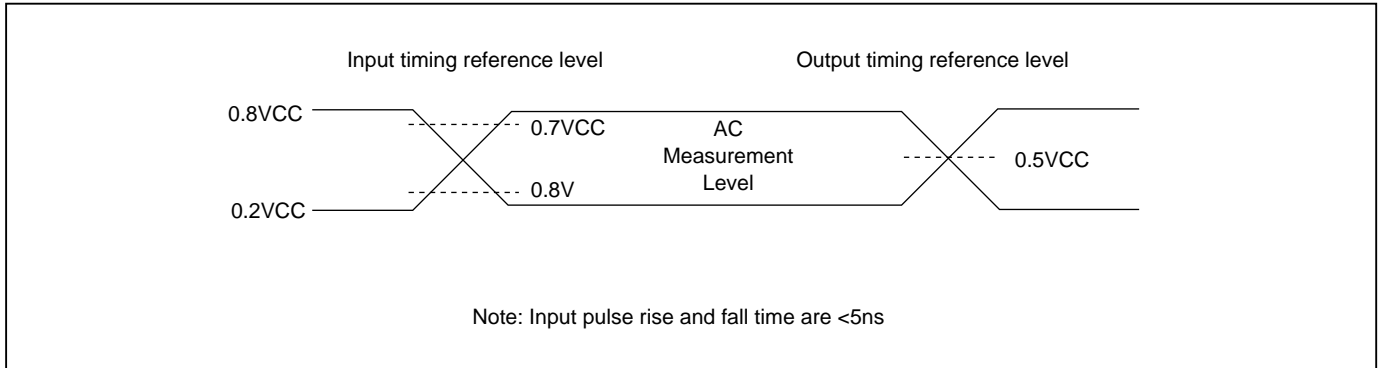 Input timing reference level
Output timing reference level
0.8VCC
0.7VCC
AC
Measurement
Level
0.5VCC
0.8V
0.2VCC
Note: Input pulse rise and fall time are <5ns